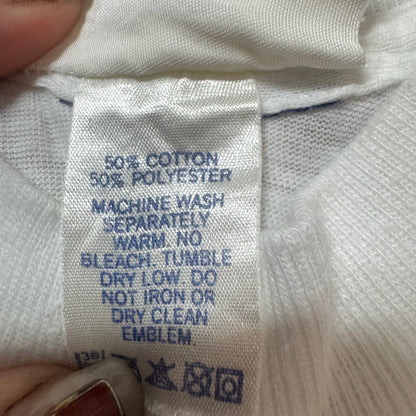 50% COTTON
50% POLYESTER
MACHINE WASH
SEPARATELY
WARM. NO
BLEACH. TUMBLE
DRY LOW. DO
NOT IRON OR
DRY CLEAN
EMBLEM